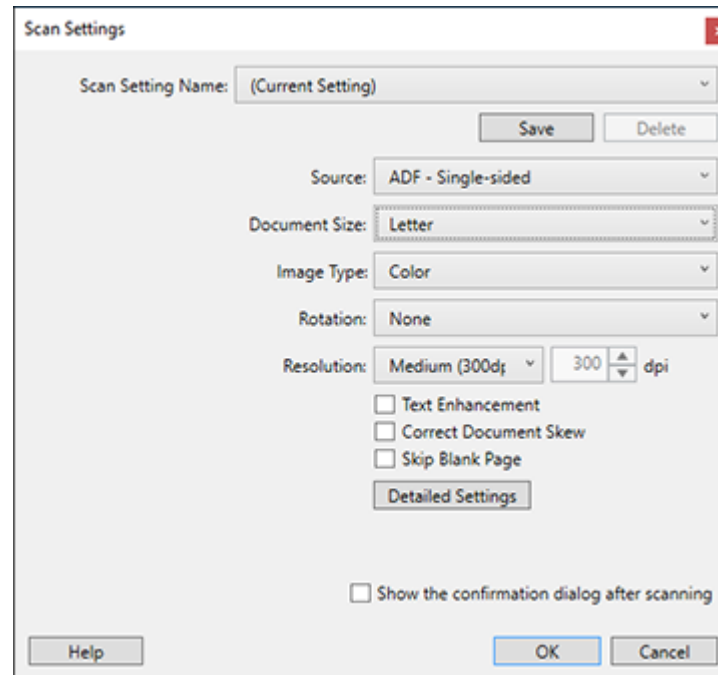 Scan Settings
Scan Setting Name: (Current Setting)
Save Delete
Source: ADF - Single-sided
Document Size: Letter
Image Type: Color
Rotation: None
Resolution: Medium (300dp 300 dpi
Text Enhancement
Correct Document Skew
Skip Blank Page
Detailed Settings
Show the confirmation dialog after scanning
Help OK Cancel